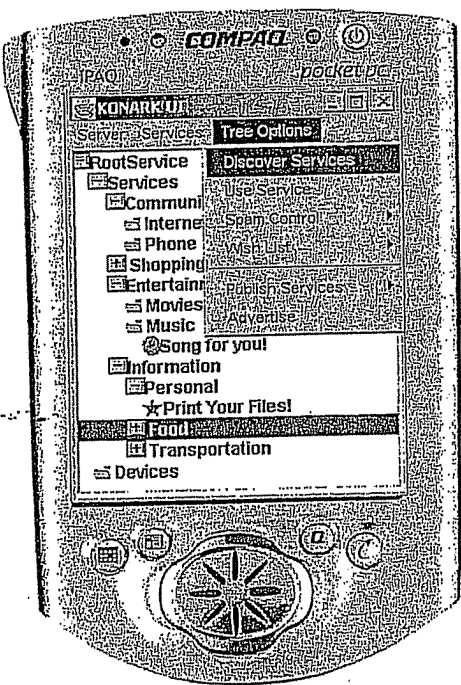 COMPAQ
iPAQ pocket pc
KONARK UI
Server Services Tree Options
RootService
Services
Communi
Interne
Phone
Shopping
Entertainm
Movies
Music
Song for you!
Information
Personal
Print Your Files!
Food
Transportation
Devices
Discover Services
Use Service
Spam Control
Wish List
Publish Services
Advertise
Q